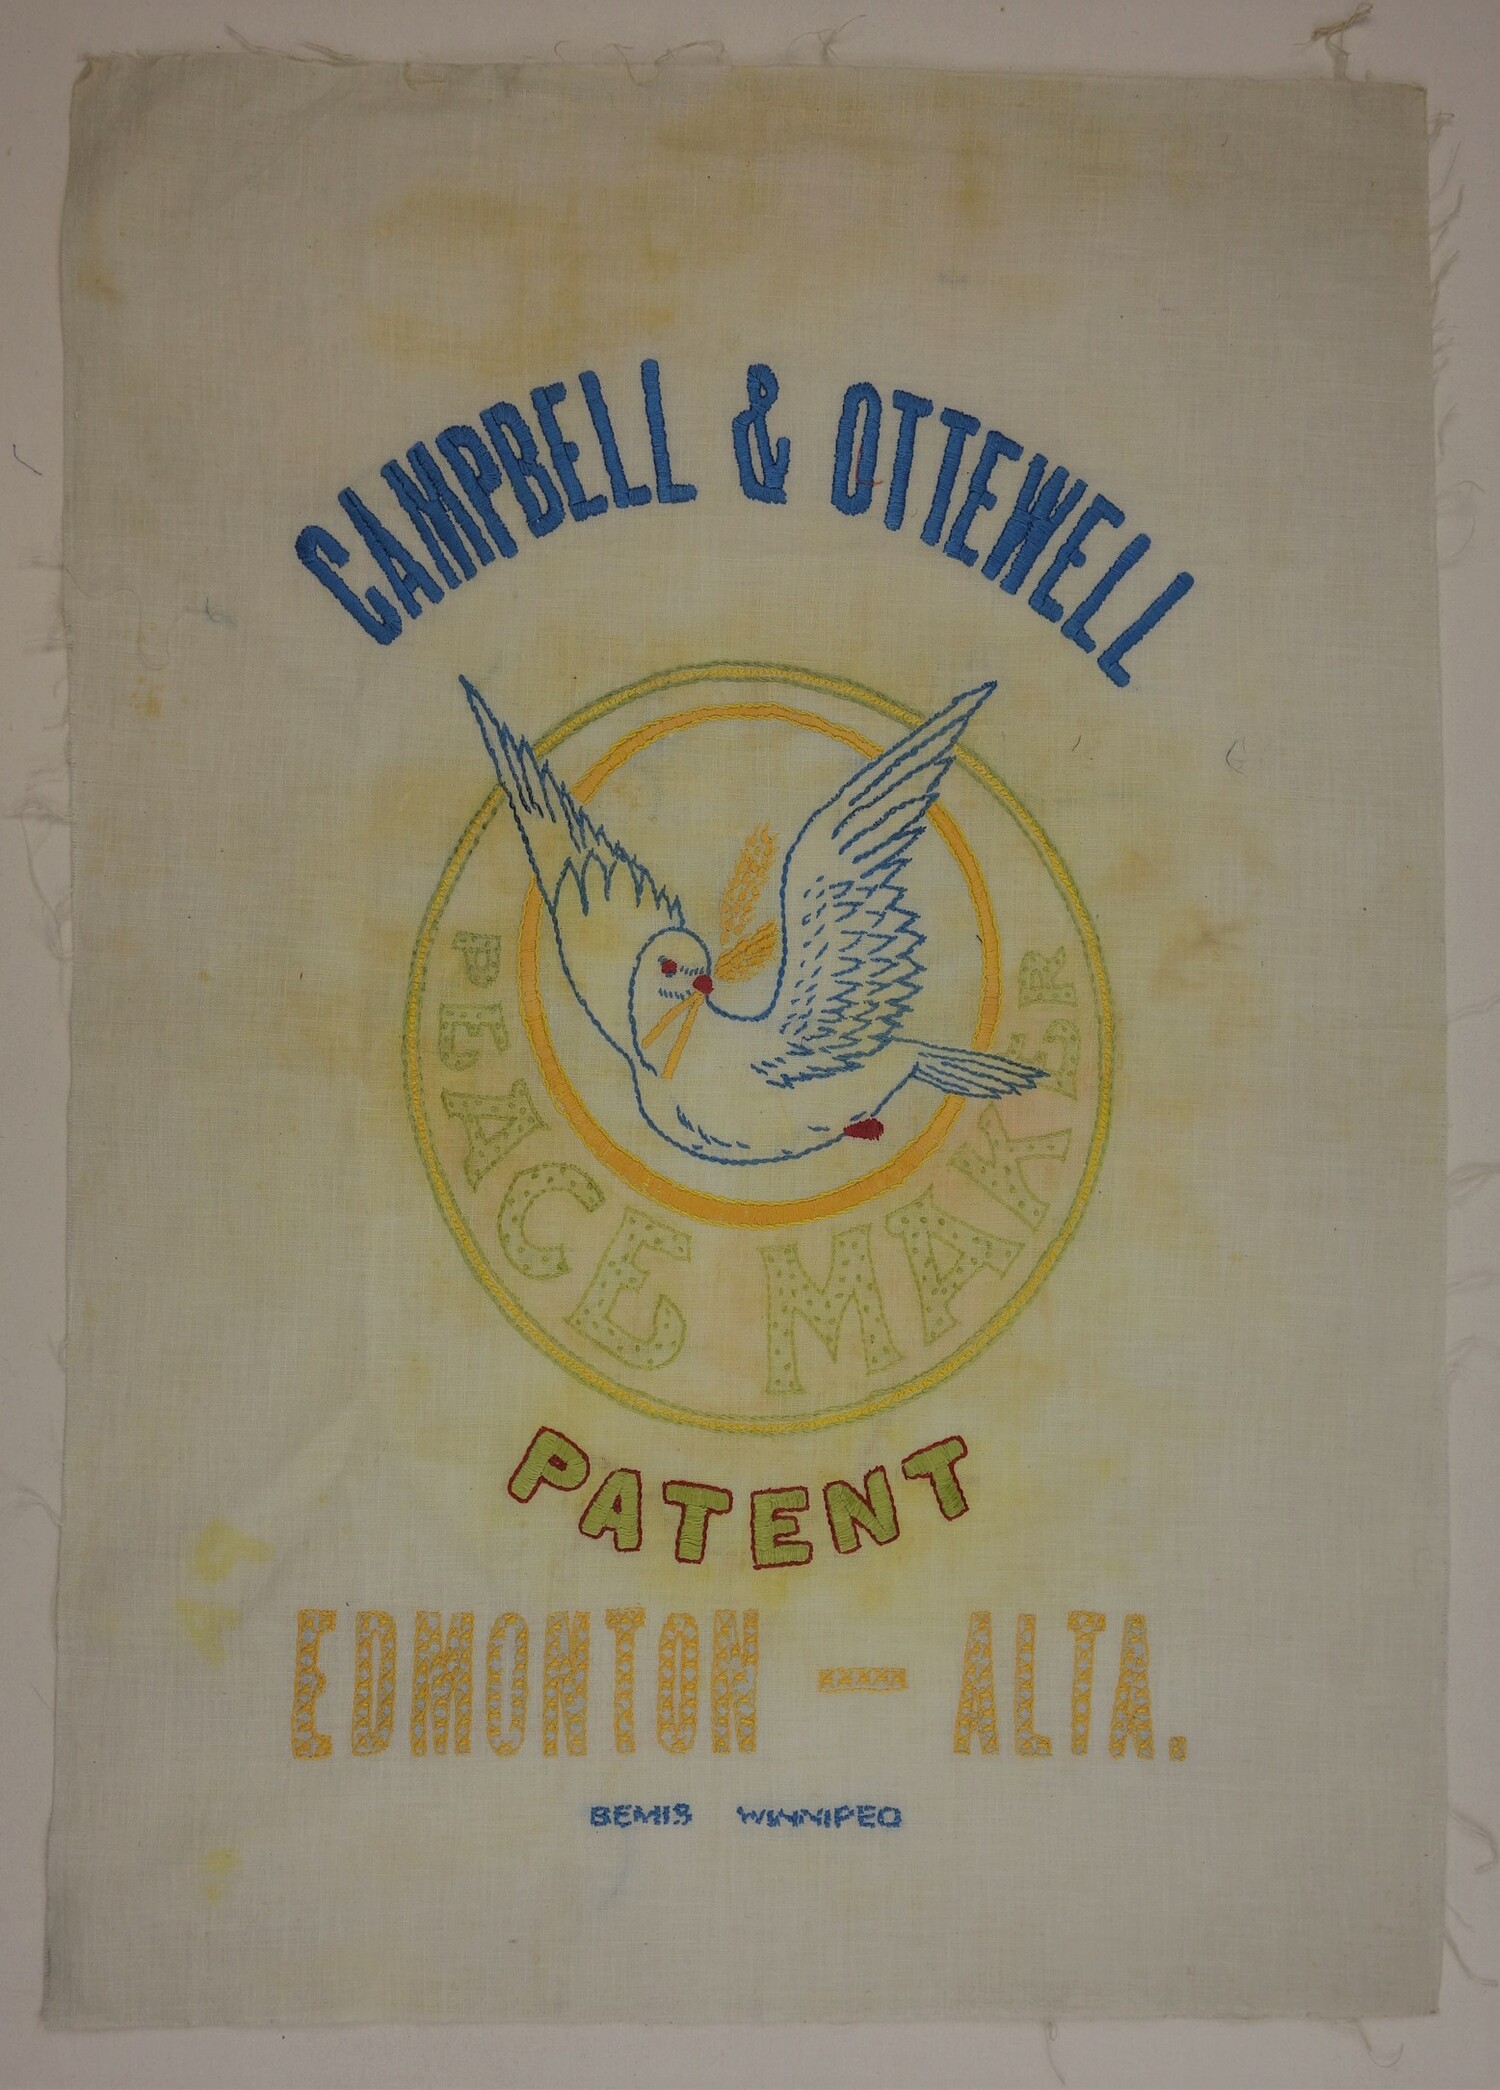 CAMPBELL & OTTEWELL
PEACE MAKER
PATENT
EDMONTON — ALTA.
BEMIS WINNIPEG